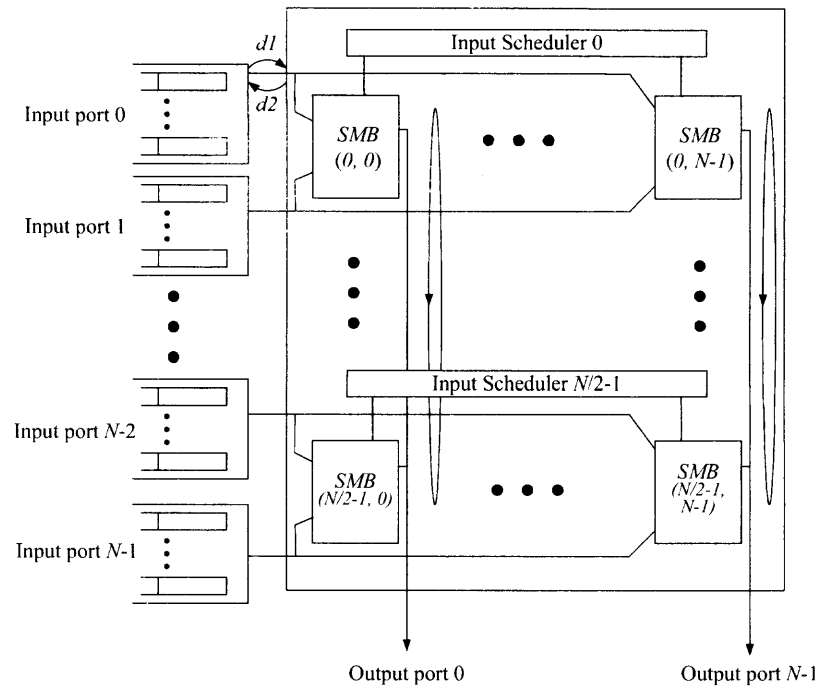 Input Scheduler 0
d1
d2
Input port 0
SMB
(0, 0)
SMB
(0, N-1)
Input port 1
Input Scheduler N/2-1
Input port N-2
SMB
(N/2-1, 0)
SMB
(N/2-1,
N-1)
Input port N-1
Output port 0
Output port N-1